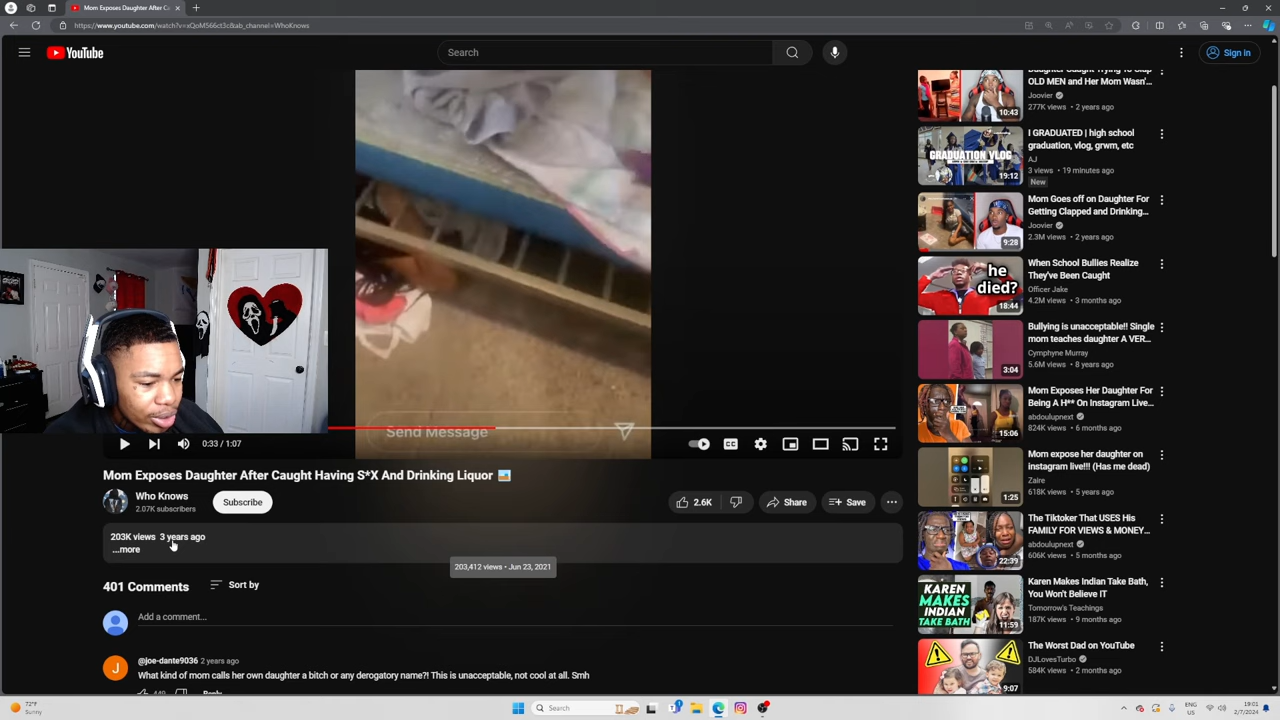 Mom Exposes Daughter After C
https://www.youtube.com/watch?v=xQoM566ct3c&ab_channel=WhoKnows
YouTube
Search
Sign in
Send Message
0:33 / 1:07
Mom Exposes Daughter After Caught Having S*X And Drinking Liquor
Who Knows
2.07K subscribers
Subscribe
2.6K
Share
Save
203K views 3 years ago
...more
203,412 views • Jun 23, 2021
401 Comments
Sort by
Add a comment...
J
@joe-dante9036 2 years ago
What kind of mom calls her own daughter a bitch or any derogatory name?! This is unacceptable, not cool at all. Smh
449
Reply
OLD MEN and Her Mom Wasn'...
Joovier
277K views • 2 years ago
10:43
GRADUATION VLOG
19:12
I GRADUATED | high school
graduation, vlog, grwm, etc
AJ
3 views • 19 minutes ago
New
9:28
Mom Goes off on Daughter For
Getting Clapped and Drinking...
Joovier
2.3M views • 2 years ago
he
died?
18:44
When School Bullies Realize
They've Been Caught
Officer Jake
4.2M views • 3 months ago
3:04
Bullying is unacceptable!! Single
mom teaches daughter A VER...
Cymphyne Murray
5.6M views • 8 years ago
15:06
Mom Exposes Her Daughter For
Being A H** On Instagram Live...
abdoulupnext
824K views • 6 months ago
1:25
Mom expose her daughter on
instagram live!!! (Has me dead)
Zaire
618K views • 5 years ago
22:39
The Tiktoker That USES His
FAMILY FOR VIEWS & MONEY...
abdoulupnext
606K views • 5 months ago
KAREN
MAKES
INDIAN
TAKE BATH
11:59
Karen Makes Indian Take Bath,
You Won't Believe IT
Tomorrow's Teachings
187K views • 9 months ago
9:07
The Worst Dad on YouTube
DJLovesTurbo
584K views • 2 months ago
72°F
Sunny
Search
ENG
US
19:01
2/7/2024